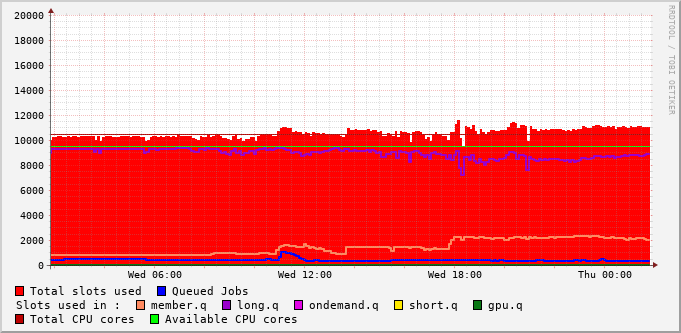 RRDTOOL / TOBI OETIKER
20000
18000
16000
14000
12000
10000
8000
6000
4000
2000
0
Wed 06:00 Wed 12:00 Wed 18:00 Thu 00:00
Total slots used Queued Jobs
Slots used in : member.q long.q ondemand.q short.q gpu.q
Total CPU cores Available CPU cores